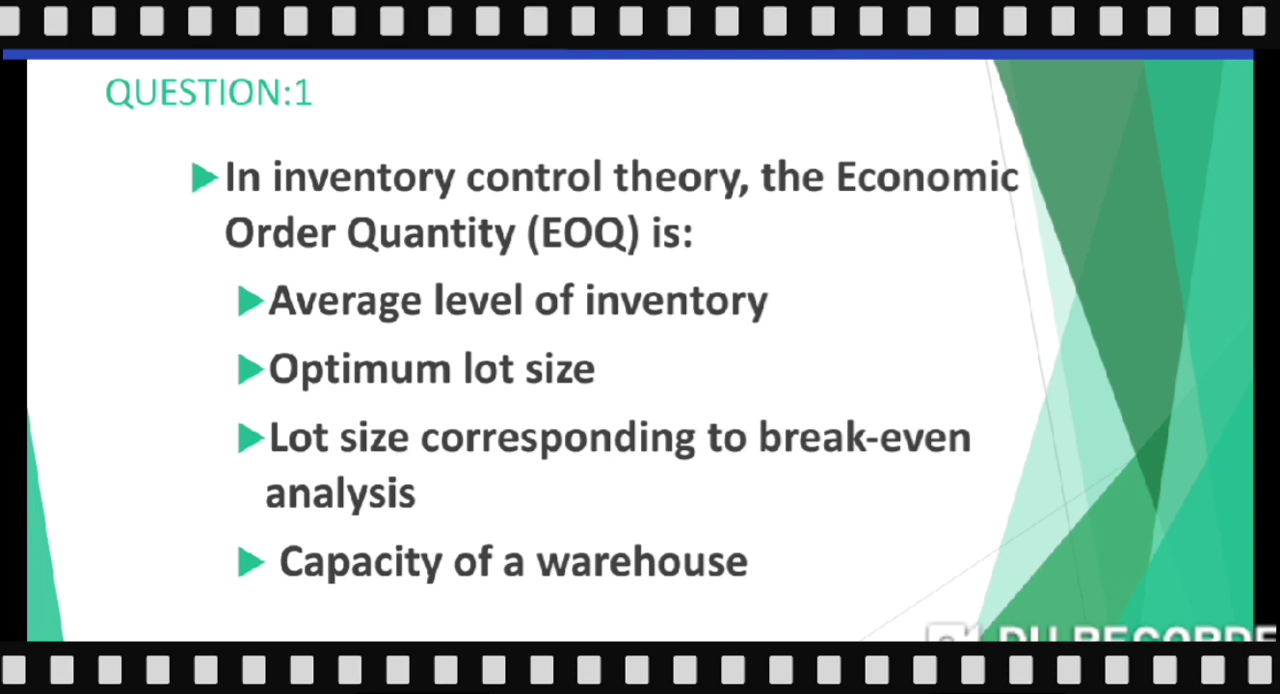 QUESTION:1
In inventory control theory, the Economic
Order Quantity (EOQ) is:
Average level of inventory
Optimum lot size
Lot size corresponding to break-even
analysis
Capacity of a warehouse